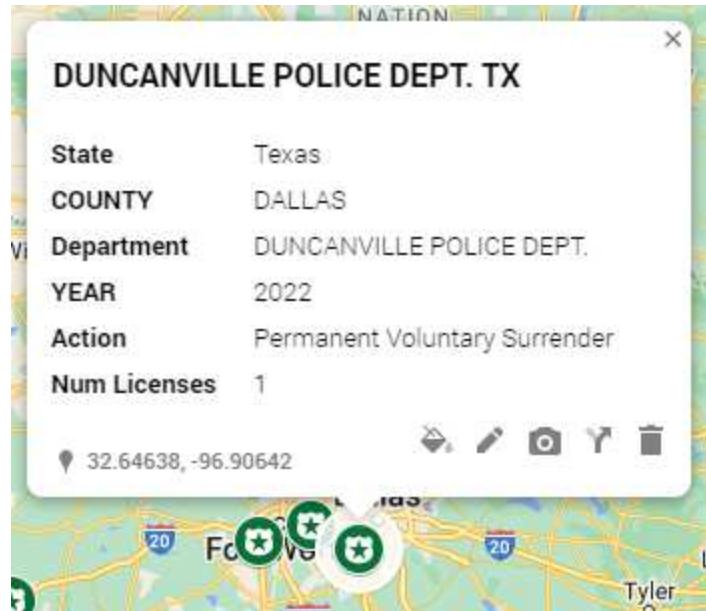 NATION
DUNCANVILLE POLICE DEPT. TX
State Texas
COUNTY DALLAS
Department DUNCANVILLE POLICE DEPT.
YEAR 2022
Action Permanent Voluntary Surrender
Num Licenses 1
32.64638, -96.90642
20
20
Tyler